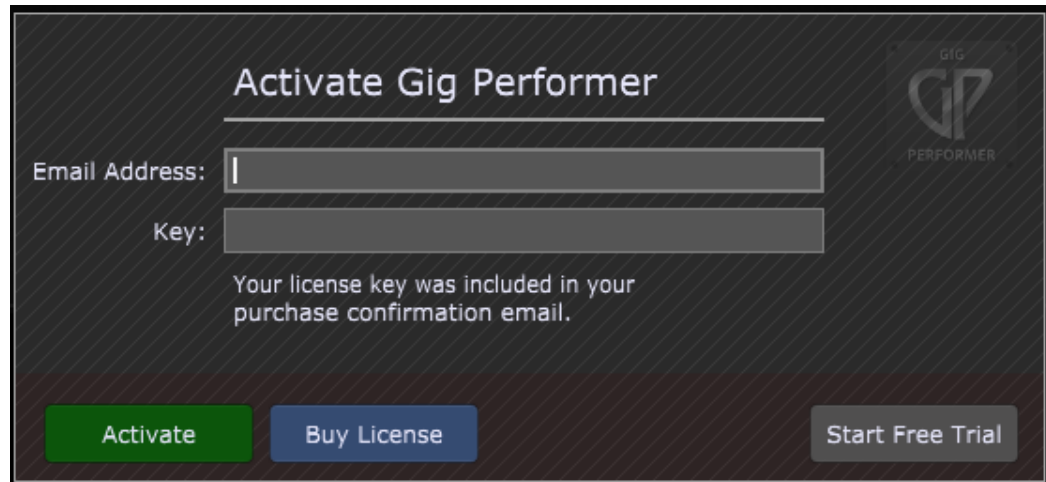 GIG
GP
PERFORMER
Activate Gig Performer
Email Address:
Key:
Your license key was included in your
purchase confirmation email.
Activate
Buy License
Start Free Trial